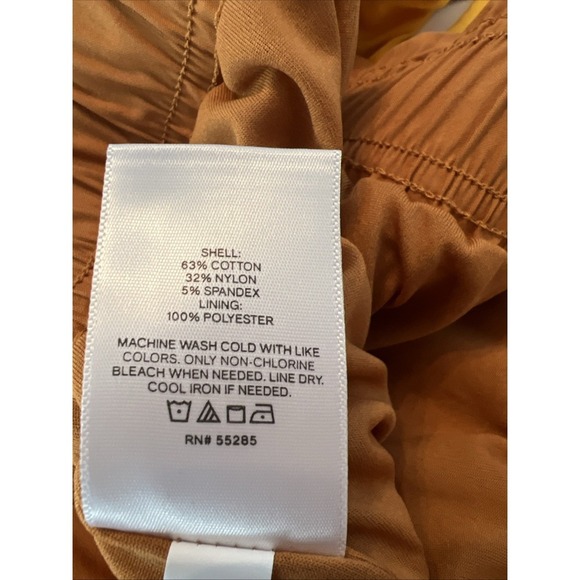 SHELL:
63% COTTON
32% NYLON
5% SPANDEX
LINING:
100% POLYESTER
MACHINE WASH COLD WITH LIKE
COLORS. ONLY NON-CHLORINE
BLEACH WHEN NEEDED. LINE DRY.
COOL IRON IF NEEDED.
RN# 55285